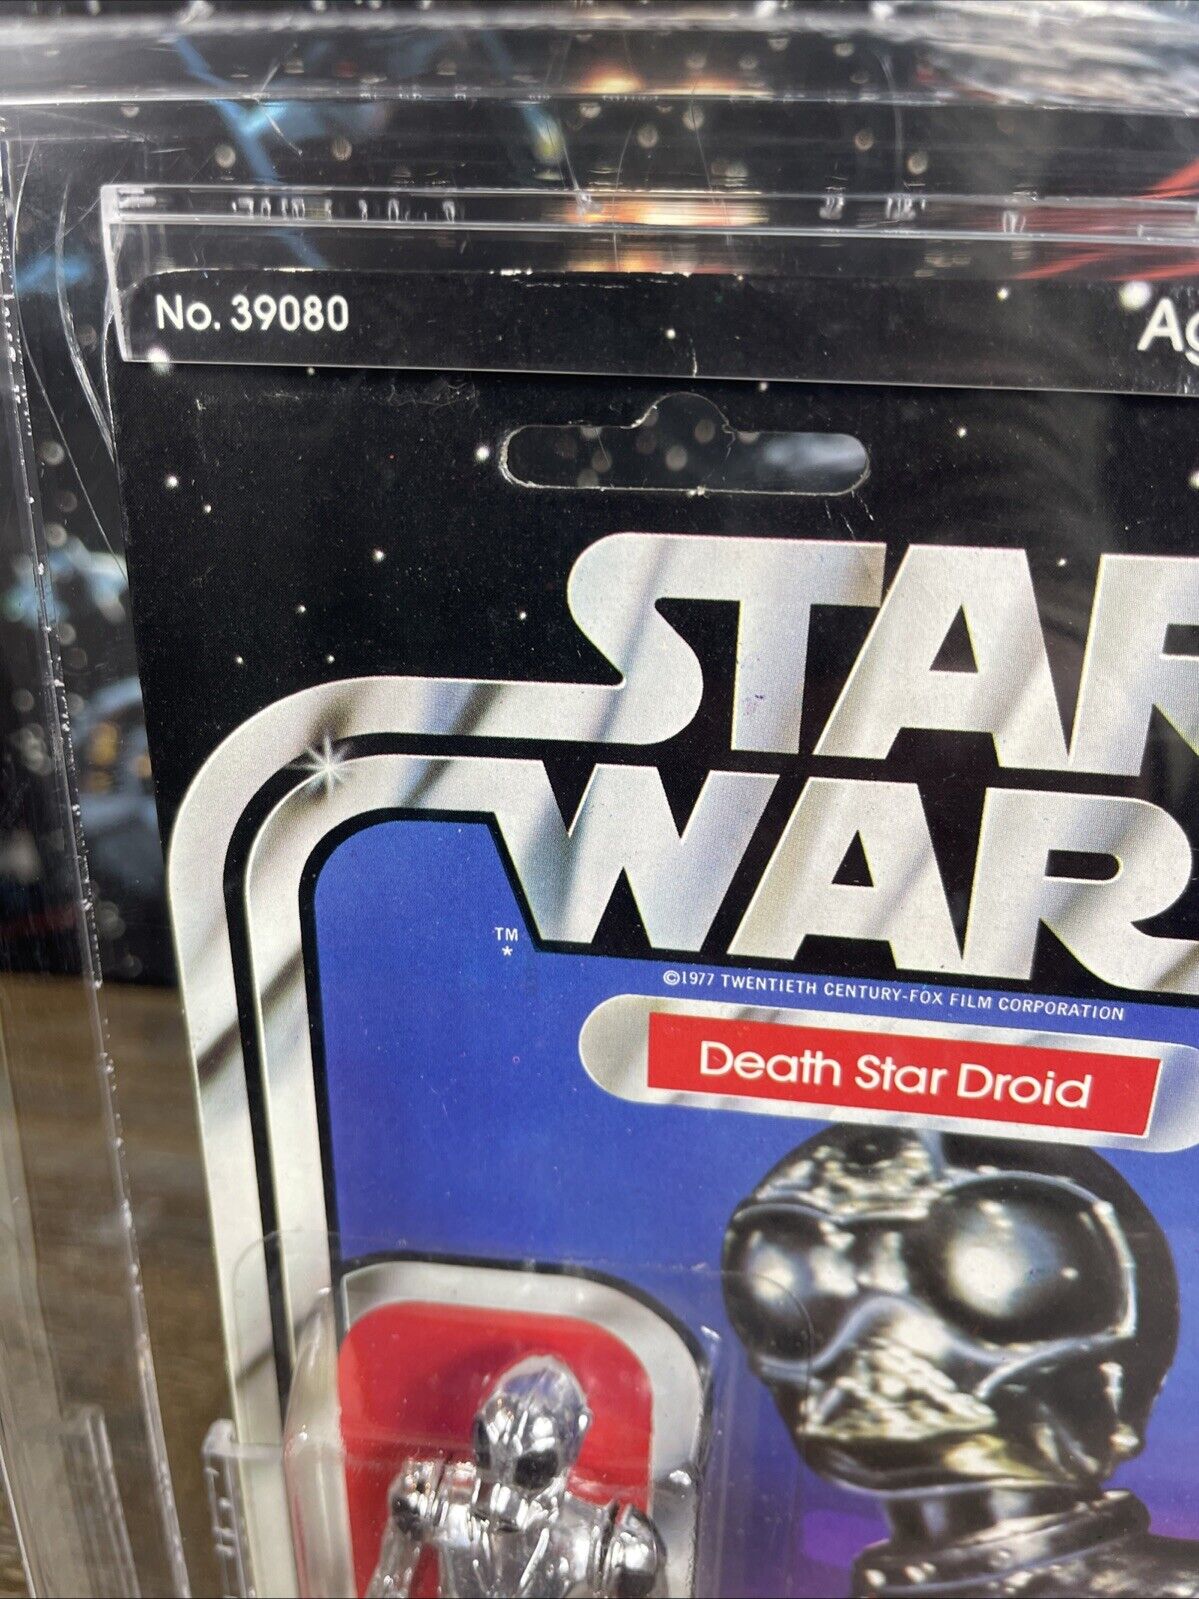 No. 39080
STAR
WAR
TM
*
©1977 TWENTIETH CENTURY-FOX FILM CORPORATION
Death Star Droid